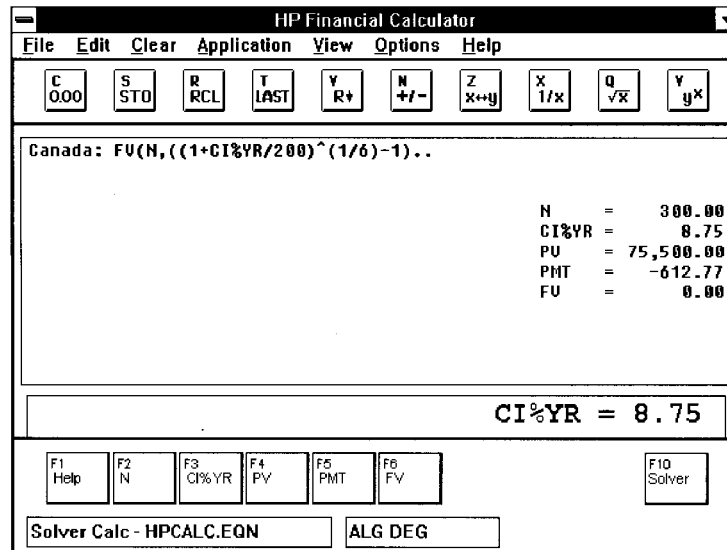 HP Financial Calculator
File Edit Clear Application View Options Help
C S R T Y N Z X Q Y
0.00 STO RCL LAST R↓ +/- x↔y 1/x √x y^x
Canada: FV(N,((1+CI%YR/200)^(1/6)-1)..
N = 300.00
CI%YR = 8.75
PV = 75,500.00
PMT = -612.77
FV = 0.00
CI%YR = 8.75
F1 F2 F3 F4 F5 F6 F10
Help N CI%YR PV PMT FV Solver
Solver Calc - HPCALC.EQN ALG DEG